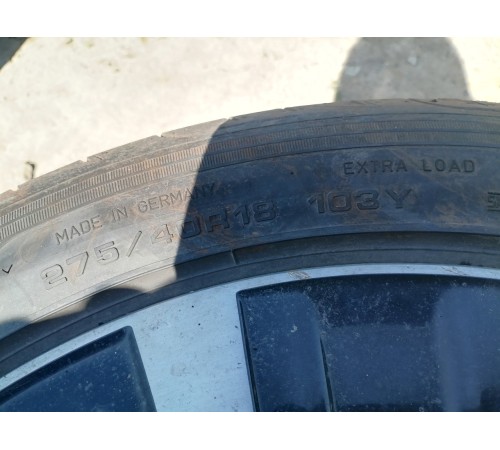 EXTRA LOAD
MADE IN GERMANY
275/40R18 103Y